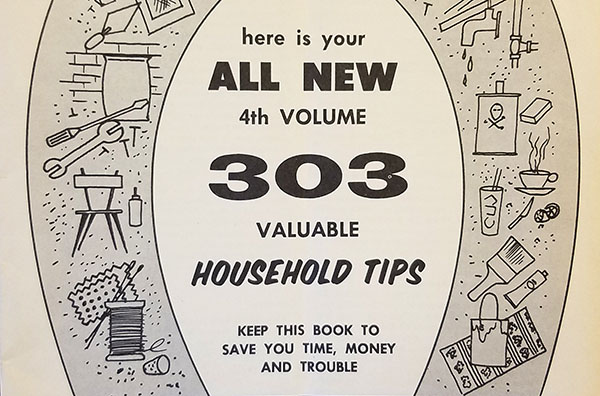 here is your
ALL NEW
4th VOLUME
303
VALUABLE
HOUSEHOLD TIPS
KEEP THIS BOOK TO
SAVE YOU TIME, MONEY
AND TROUBLE